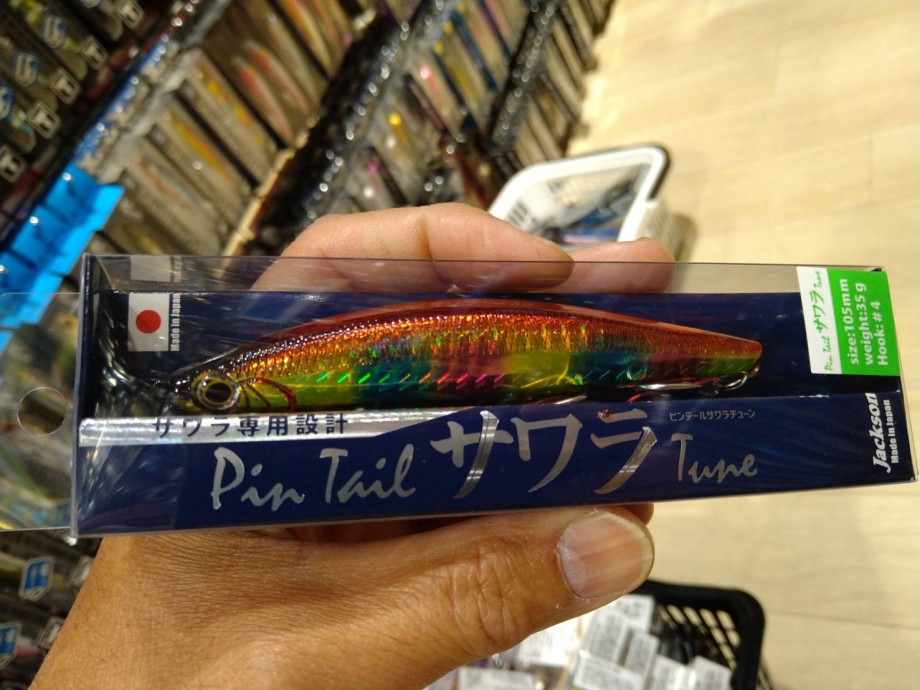 Made in Japan
Pin Tail サワラ Tune
size:105mm
weight:35g
Hook:#4
サワラ専用設計
ピンテールサワラチューン
Pin Tail サワラ Tune
Jackson
Made in Japan